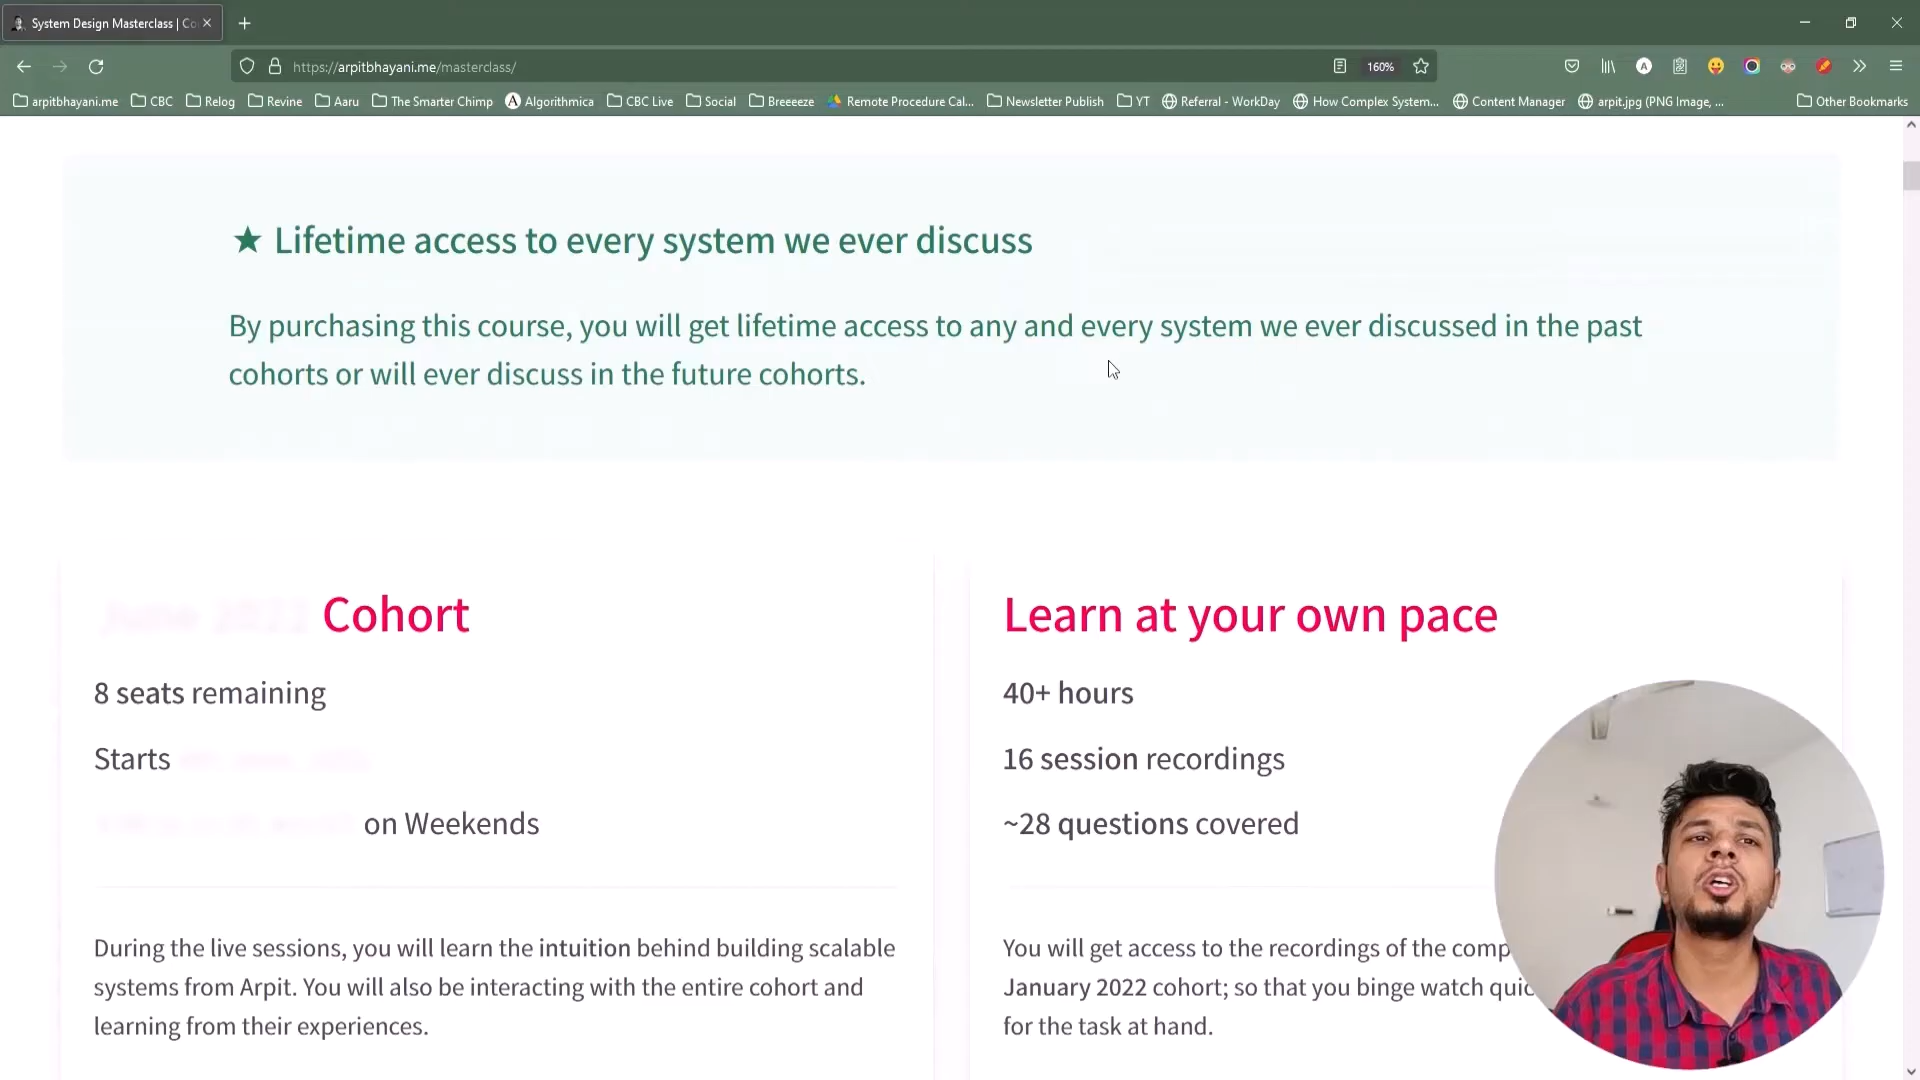 System Design Masterclass | Co
https://arpitbhayani.me/masterclass/
160%
arpitbhayani.me CBC Relog Revine Aaru The Smarter Chimp Algorithmica CBC Live Social Breeeeze Remote Procedure Cal... Newsletter Publish YT Referral - WorkDay How Complex System... Content Manager arpit.jpg (PNG Image, ... Other Bookmarks
★ Lifetime access to every system we ever discuss
By purchasing this course, you will get lifetime access to any and every system we ever discussed in the past
cohorts or will ever discuss in the future cohorts.
Cohort
8 seats remaining
Starts
on Weekends
During the live sessions, you will learn the intuition behind building scalable
systems from Arpit. You will also be interacting with the entire cohort and
learning from their experiences.
Learn at your own pace
40+ hours
16 session recordings
~28 questions covered
You will get access to the recordings of the comp
January 2022 cohort; so that you binge watch quic
for the task at hand.